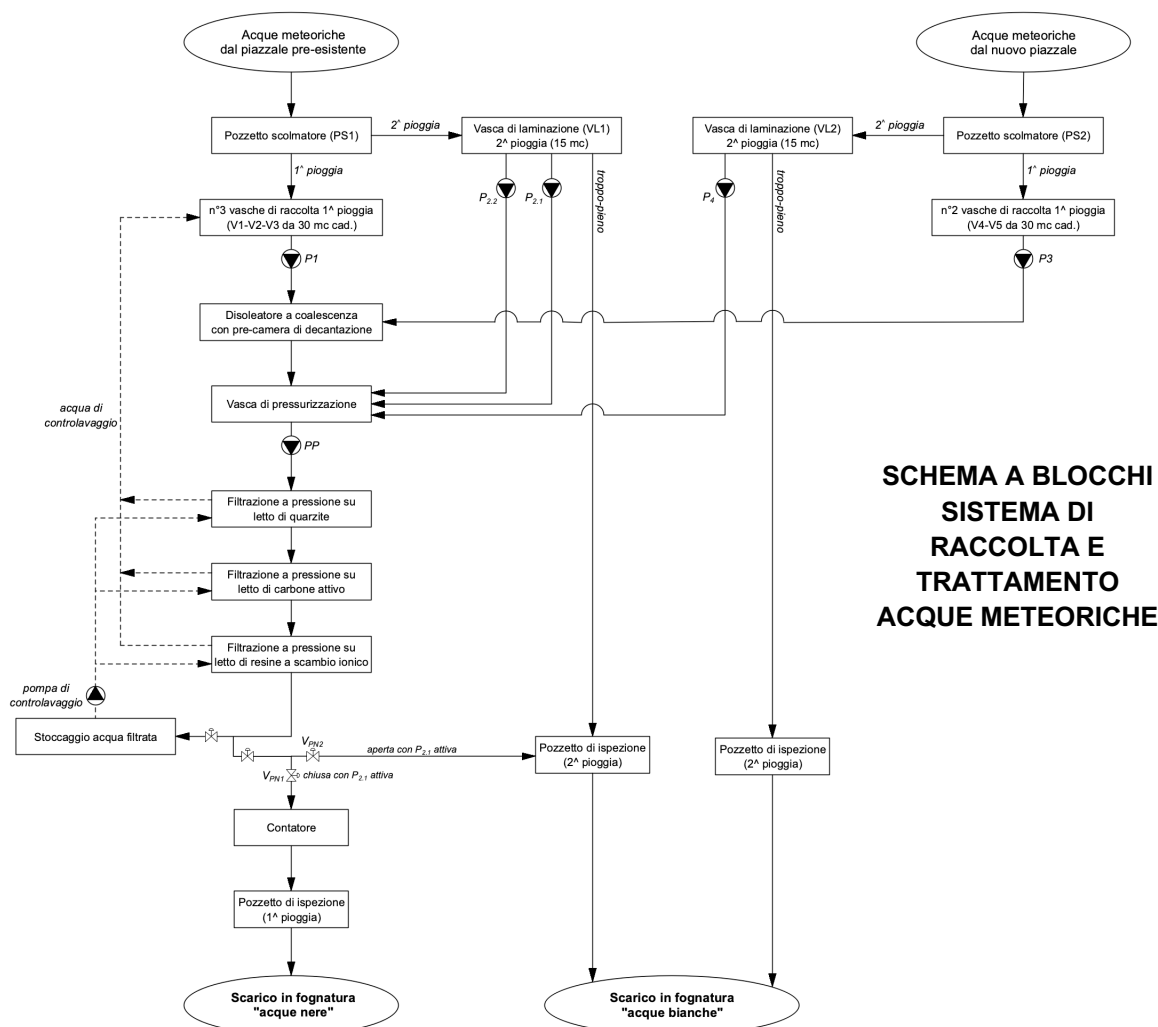 Acque meteoriche
dal piazzale pre-esistente
Acque meteoriche
dal nuovo piazzale
Pozzetto scolmatore (PS1)
2^ pioggia
Vasca di laminazione (VL1)
2^ pioggia (15 mc)
Vasca di laminazione (VL2)
2^ pioggia (15 mc)
2^ pioggia
Pozzetto scolmatore (PS2)
1^ pioggia
P2.2
P2.1
troppo-pieno
P4
troppo-pieno
1^ pioggia
n°3 vasche di raccolta 1^ pioggia
(V1-V2-V3 da 30 mc cad.)
n°2 vasche di raccolta 1^ pioggia
(V4-V5 da 30 mc cad.)
P1
P3
Disoleatore a coalescenza
con pre-camera di decantazione
Vasca di pressurizzazione
acqua di
controlavaggio
PP
Filtrazione a pressione su
letto di quarzite
Filtrazione a pressione su
letto di carbone attivo
Filtrazione a pressione su
letto di resine a scambio ionico
SCHEMA A BLOCCHI
SISTEMA DI
RACCOLTA E
TRATTAMENTO
ACQUE METEORICHE
pompa di
controlavaggio
Stoccaggio acqua filtrata
VPN2
aperta con P2.1 attiva
Pozzetto di ispezione
(2^ pioggia)
Pozzetto di ispezione
(2^ pioggia)
VPN1
chiusa con P2.1 attiva
Contatore
Pozzetto di ispezione
(1^ pioggia)
Scarico in fognatura
"acque nere"
Scarico in fognatura
"acque bianche"